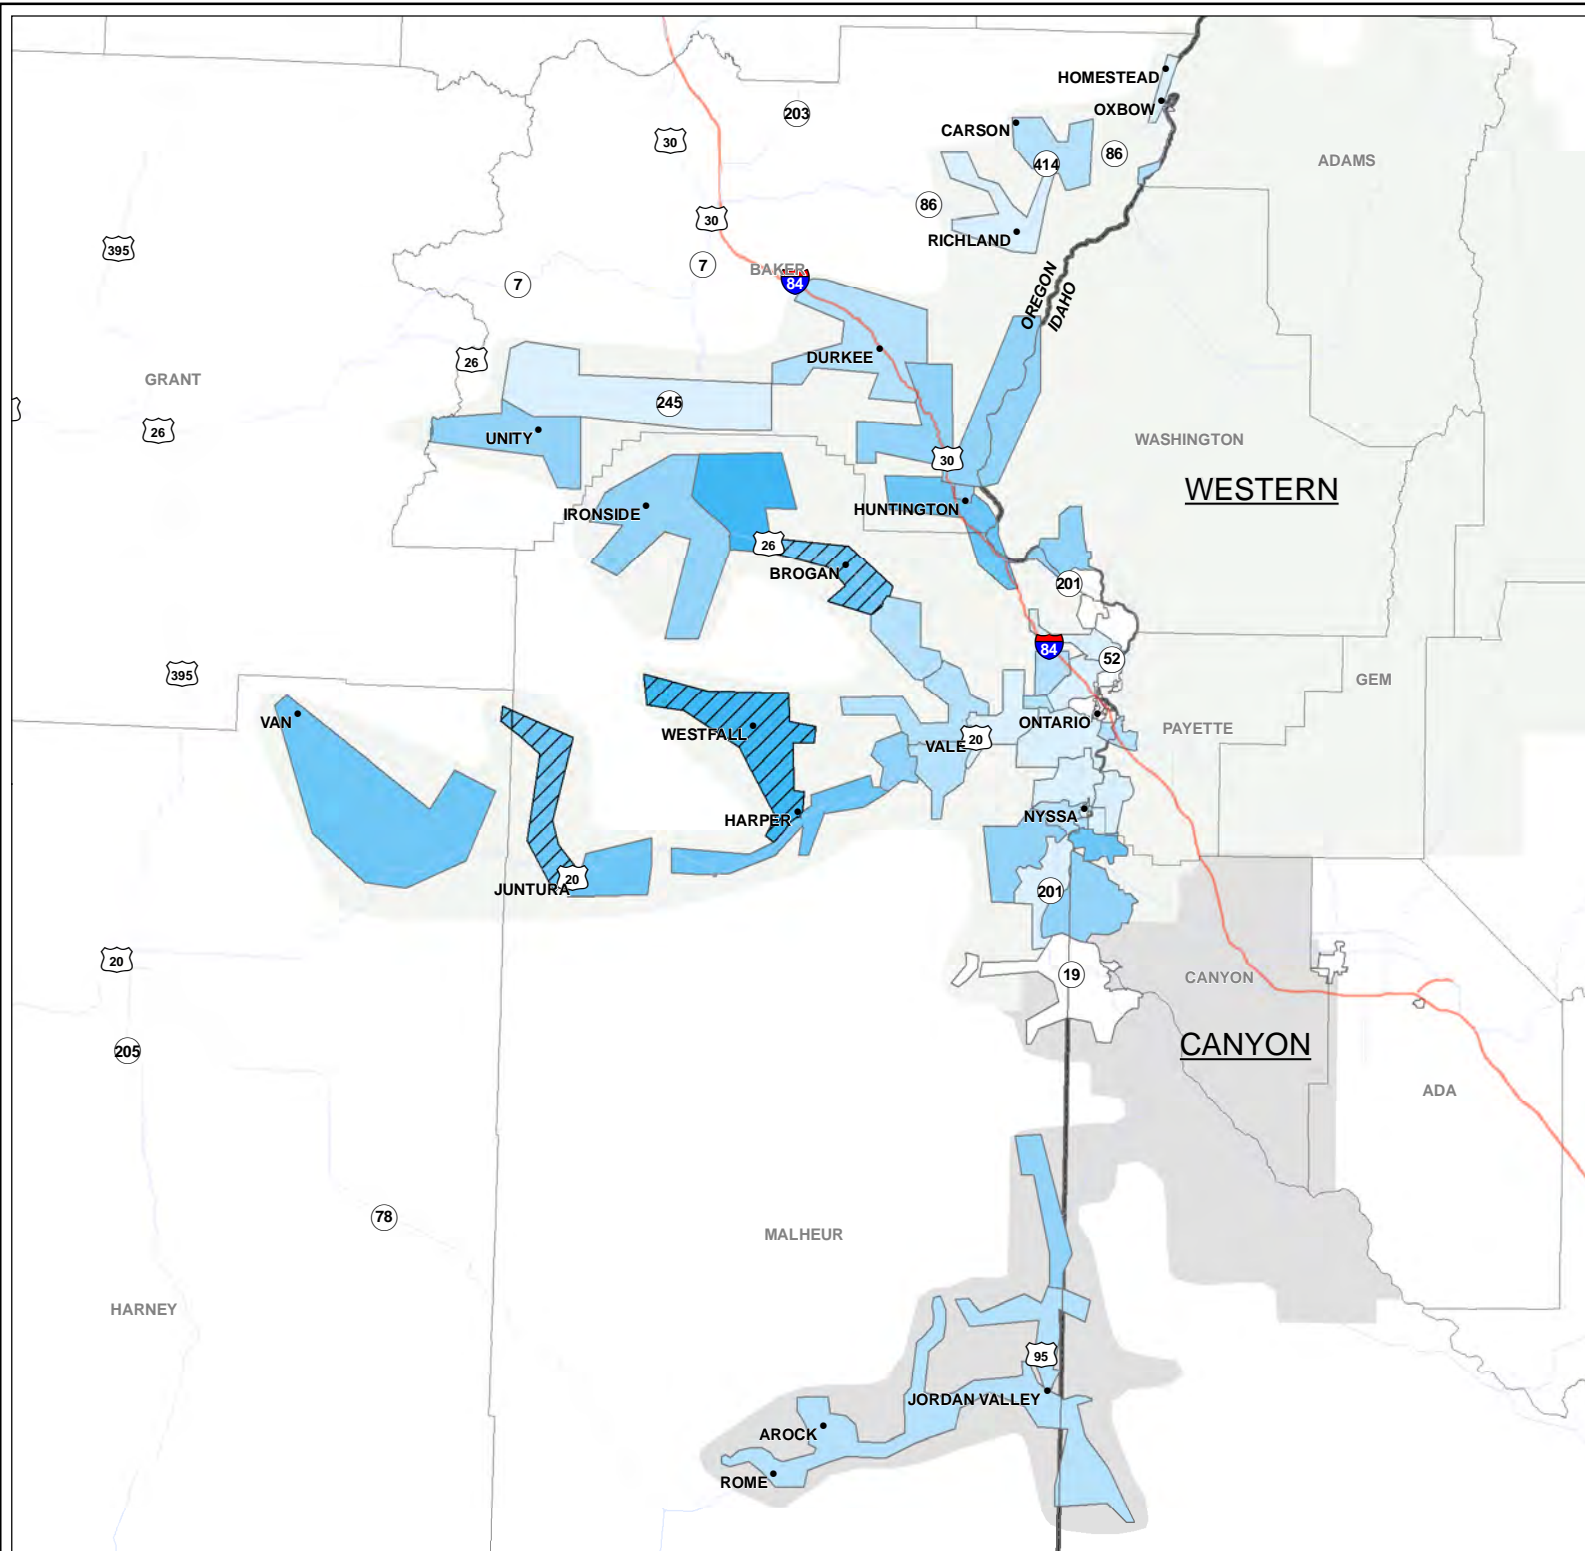 HOMESTEAD
OXBOW
203
30
CARSON
86
414
ADAMS
86
30
RICHLAND
395
7
BAKER
84
7
OREGON
IDAHO
DURKEE
26
GRANT
245
26
UNITY
WASHINGTON
30
WESTERN
HUNTINGTON
IRONSIDE
26
BROGAN
201
84
52
395
GEM
VAN
ONTARIO
PAYETTE
WESTFALL
20
VALE
HARPER
NYSSA
20
JUNTURA
201
20
19
CANYON
205
CANYON
ADA
78
MALHEUR
HARNEY
95
JORDAN VALLEY
AROCK
ROME